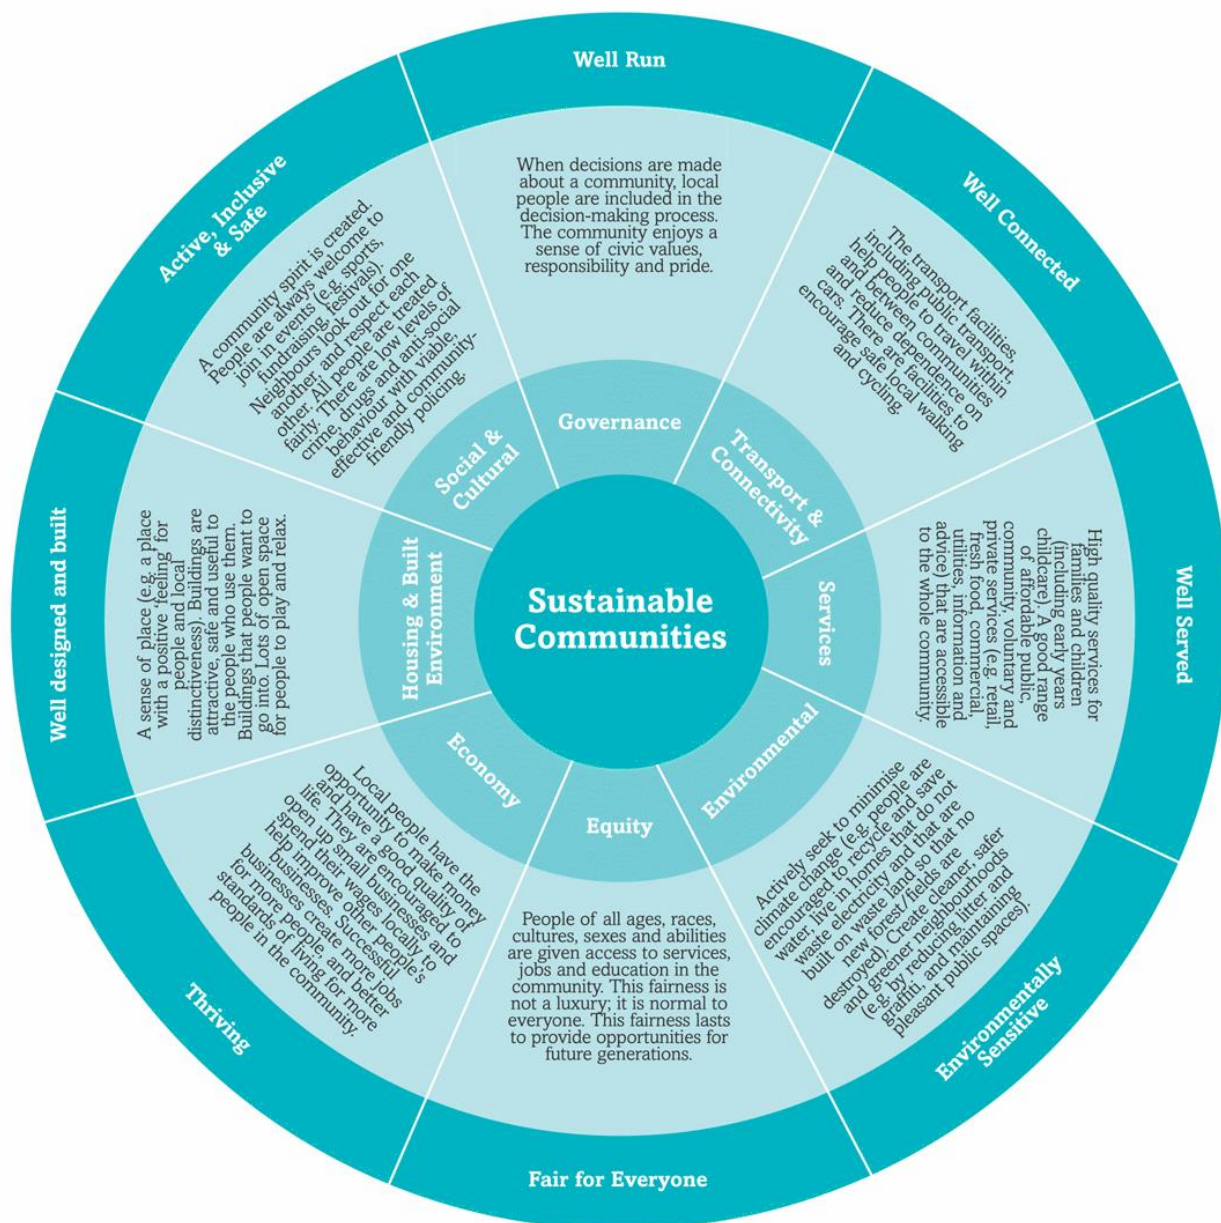 Sustainable
Communities
Well Run
When decisions are made
about a community, local
people are included in the
decision-making process.
The community enjoys a
sense of civic values,
responsibility and pride.
Governance
Well Connected
The transport facilities,
including public transport,
help people to travel within
and between communities
and reduce dependence on
cars. There are facilities to
encourage safe local walking
and cycling.
Transport &
Connectivity
Well Served
High quality services for
families and children
(including early years
childcare). A good range
of affordable public,
community, voluntary and
private services (e.g. retail,
fresh food, commercial,
utilities, information and
advice) that are accessible
to the whole community.
Services
Environmentally
Sensitive
Actively seek to minimise
climate change (e.g. people are
encouraged to recycle and save
water, live in homes that do not
waste electricity and that are
built on waste land so that no
new forest/fields are
destroyed). Create cleaner, safer
and greener neighbourhoods
(e.g. by reducing litter and
graffiti, and maintaining
pleasant public spaces).
Environmental
Fair for Everyone
People of all ages, races,
cultures, sexes and abilities
are given access to services,
jobs and education in the
community. This fairness is
not a luxury; it is normal to
everyone. This fairness lasts
to provide opportunities for
future generations.
Equity
Thriving
Local people have the
opportunity to make money
and have a good quality of
life. They are encouraged to
open up small businesses and
spend their wages locally to
help improve other people's
businesses. Successful
businesses create more jobs
for more people, and better
standards of living for more
people in the community.
Economy
Well designed and built
A sense of place (e.g. a place
with a positive ‘feeling’ for
people and local
distinctiveness). Buildings are
attractive, safe and useful to
the people who use them.
Buildings that people want to
go into. Lots of open space
for people to play and relax.
Housing & Built
Environment
Active, Inclusive
& Safe
A community spirit is created.
People are always welcome to
join in events (e.g. sports,
fundraising, festivals).
Neighbours look out for one
another and respect each
other. All people are treated
fairly. There are low levels of
crime, drugs and anti-social
behaviour with viable,
effective and community-
friendly policing.
Social &
Cultural